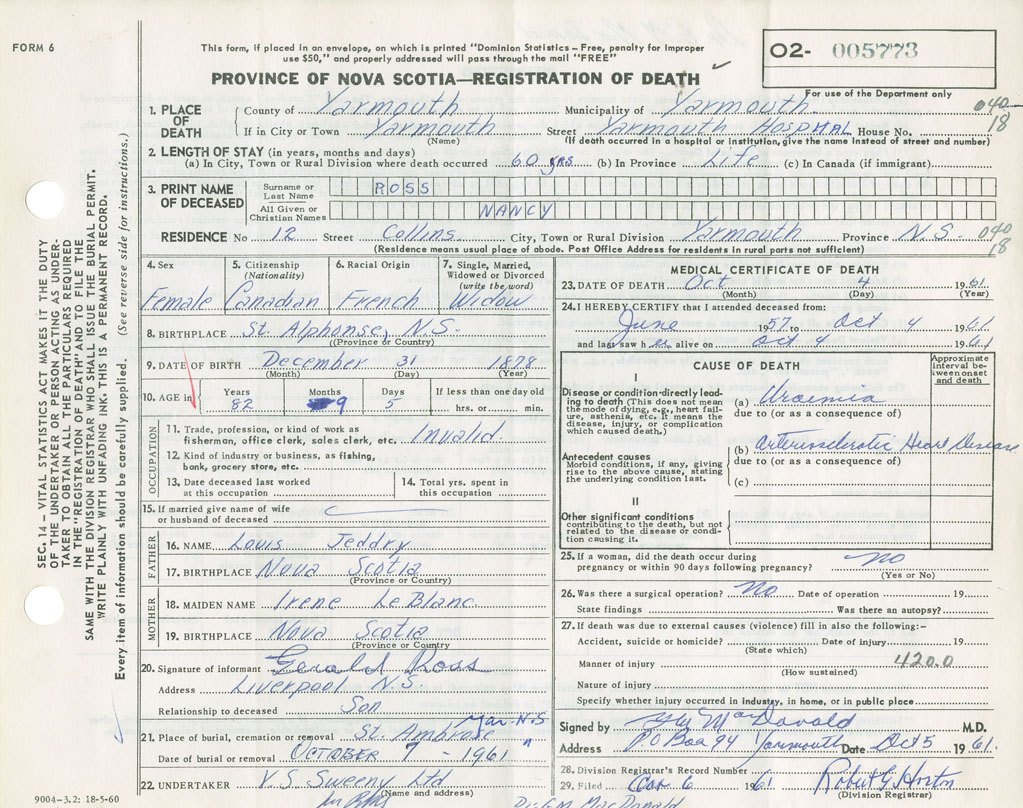 FORM 6
This form, if placed in an envelope, on which is printed "Dominion Statistics – Free, penalty for improper
use $50," and properly addressed will pass through the mail "FREE"
O2- 005773
PROVINCE OF NOVA SCOTIA—REGISTRATION OF DEATH
For use of the Department only
1. PLACE OF DEATH
County of Yarmouth Municipality of Yarmouth 040
If in City or Town Yarmouth Street Yarmouth HOSPITAL House No. 18
(Name) (If death occurred in a hospital or institution, give the name instead of street and number)
2. LENGTH OF STAY (in years, months and days)
(a) In City, Town or Rural Division where death occurred 60 yrs (b) In Province Life (c) In Canada (if immigrant)
3. PRINT NAME OF DECEASED
Surname or Last Name ROSS
All Given or Christian Names NANCY
RESIDENCE No 12 Street Collins City, Town or Rural Division Yarmouth Province N.S. 040
(Residence means usual place of abode. Post Office Address for residents in rural parts not sufficient) 18
4. Sex
Female
5. Citizenship
(Nationality)
Canadian
6. Racial Origin
French
7. Single, Married,
Widowed or Divorced
(write the word)
Widow
8. BIRTHPLACE St. Alphonse, N.S.
(Province or Country)
9. DATE OF BIRTH December 31 1878
(Month) (Day) (Year)
10. AGE in
Years Months Days If less than one day old
82 9 5 hrs. or min.
OCCUPATION
11. Trade, profession, or kind of work as
fisherman, office clerk, sales clerk, etc. Invalid.
12. Kind of industry or business, as fishing,
bank, grocery store, etc.
13. Date deceased last worked
at this occupation
14. Total yrs. spent in
this occupation
15. If married give name of wife
or husband of deceased
FATHER
16. NAME Louis Jeddry
17. BIRTHPLACE Nova Scotia
(Province or Country)
MOTHER
18. MAIDEN NAME Irene LeBlanc.
19. BIRTHPLACE Nova Scotia
(Province or Country)
20. Signature of informant Gerald Ross
Address Liverpool N.S.
Relationship to deceased Son
21. Place of burial, cremation or removal St. Ambrose Yar-N.S
Date of burial or removal OCTOBER 7 - 1961 "
22. UNDERTAKER V.S. Sweeny Ltd
(Name and address)
9004-3.2: 18-5-60
MEDICAL CERTIFICATE OF DEATH
23. DATE OF DEATH Oct 4 1961
(Month) (Day) (Year)
24. I HEREBY CERTIFY that I attended deceased from:
June 1957 to Oct 4 1961
and last saw h er alive on Oct 4 1961
CAUSE OF DEATH
Approximate
interval between
onset
and death
I
Disease or condition directly leading
to death (This does not mean
the mode of dying, e.g., heart failure,
asthenia, etc. It means the
disease, injury, or complication
which caused death.)
(a) Uraemia
due to (or as a consequence of)
Antecedent causes
Morbid conditions, if any, giving
rise to the above cause, stating
the underlying condition last.
(b) Arteriosclerotic Heart Disease
due to (or as a consequence of)
(c)
II
Other significant conditions
contributing to the death, but not
related to the disease or condition
causing it.
25. If a woman, did the death occur during
pregnancy or within 90 days following pregnancy? no
(Yes or No)
26. Was there a surgical operation? no Date of operation 19
State findings Was there an autopsy?
27. If death was due to external causes (violence) fill in also the following:–
Accident, suicide or homicide? Date of injury 19
(State which)
Manner of injury 420.0
(How sustained)
Nature of injury
Specify whether injury occurred in industry, in home, or in public place
Signed by MacDonald M.D.
Address PO Box 94 Yarmouth Date Oct 5 1961.
28. Division Registrar's Record Number
29. Filed Oct. 6 1961 Robert G. Horton
(Division Registrar)
Dr. G.M. MacDonald
SEC. 14 – VITAL STATISTICS ACT MAKES IT THE DUTY
OF THE UNDERTAKER OR PERSON ACTING AS UNDER-
TAKER TO OBTAIN ALL THE PARTICULARS REQUIRED
IN THE "REGISTRATION OF DEATH" AND TO FILE THE
SAME WITH THE DIVISION REGISTRAR WHO SHALL ISSUE THE BURIAL PERMIT.
WRITE PLAINLY WITH UNFADING INK. THIS IS A PERMANENT RECORD.
Every item of information should be carefully supplied. (See reverse side for instructions.)